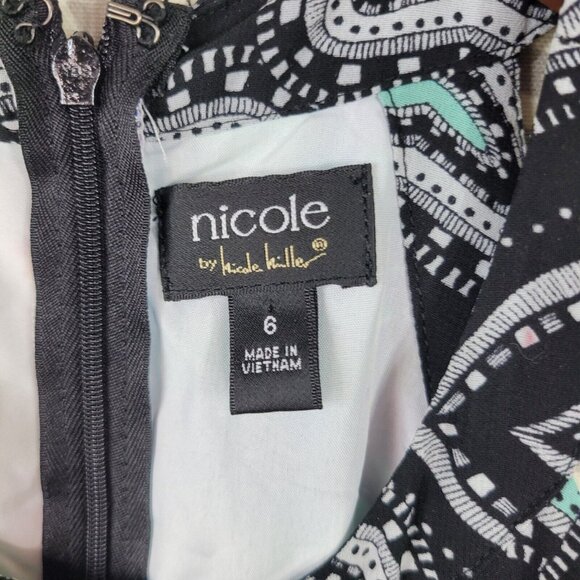 nicole
by Nicole Miller ®
6
MADE IN
VIETNAM